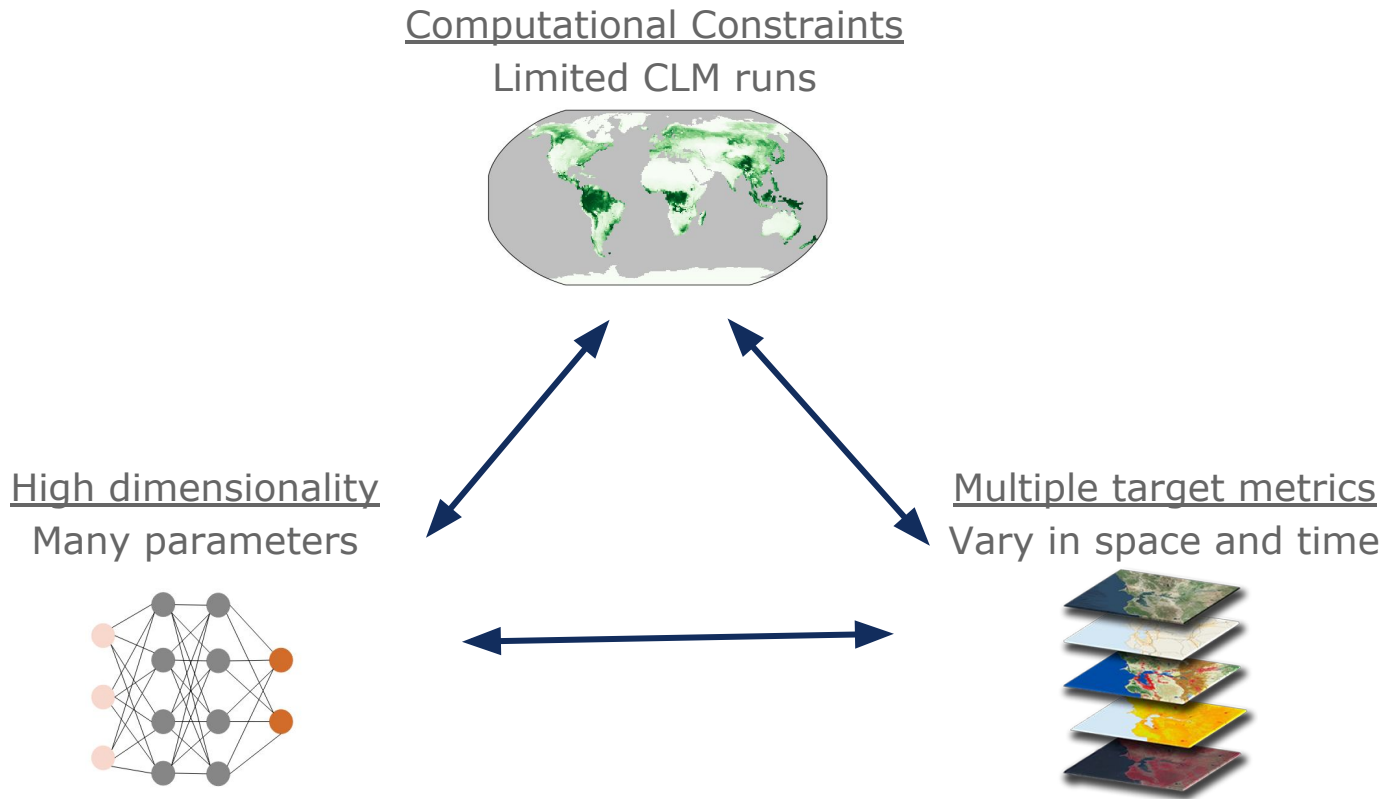 Computational Constraints
Limited CLM runs
High dimensionality
Many parameters
Multiple target metrics
Vary in space and time